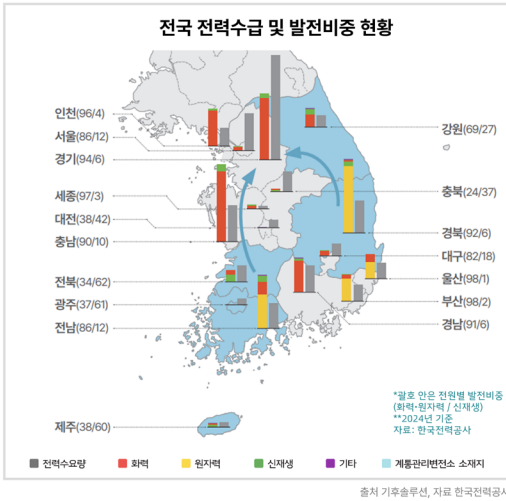 전국 전력수급 및 발전비중 현황
인천(96/4)
서울(86/12)
경기(94/6)
세종(97/3)
대전(38/42)
충남(90/10)
전북(34/62)
광주(37/61)
전남(86/12)
제주(38/60)
강원(69/27)
충북(24/37)
경북(92/6)
대구(82/18)
울산(98/1)
부산(98/2)
경남(91/6)
*괄호 안은 전원별 발전비중
(화력·원자력 / 신재생)
**2024년 기준
자료: 한국전력공사
전력수요량 화력 원자력 신재생 기타 계통관리변전소 소재지
출처 기후솔루션, 자료 한국전력공사